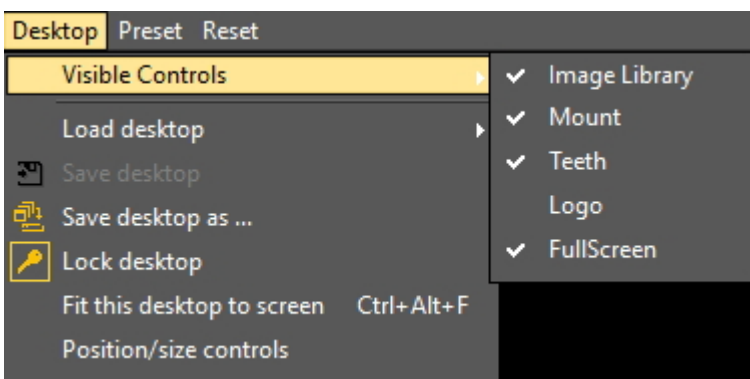 Desktop Preset Reset
Visible Controls
Load desktop
Save desktop
Save desktop as ...
Lock desktop
Fit this desktop to screen Ctrl+Alt+F
Position/size controls
Image Library
Mount
Teeth
Logo
FullScreen